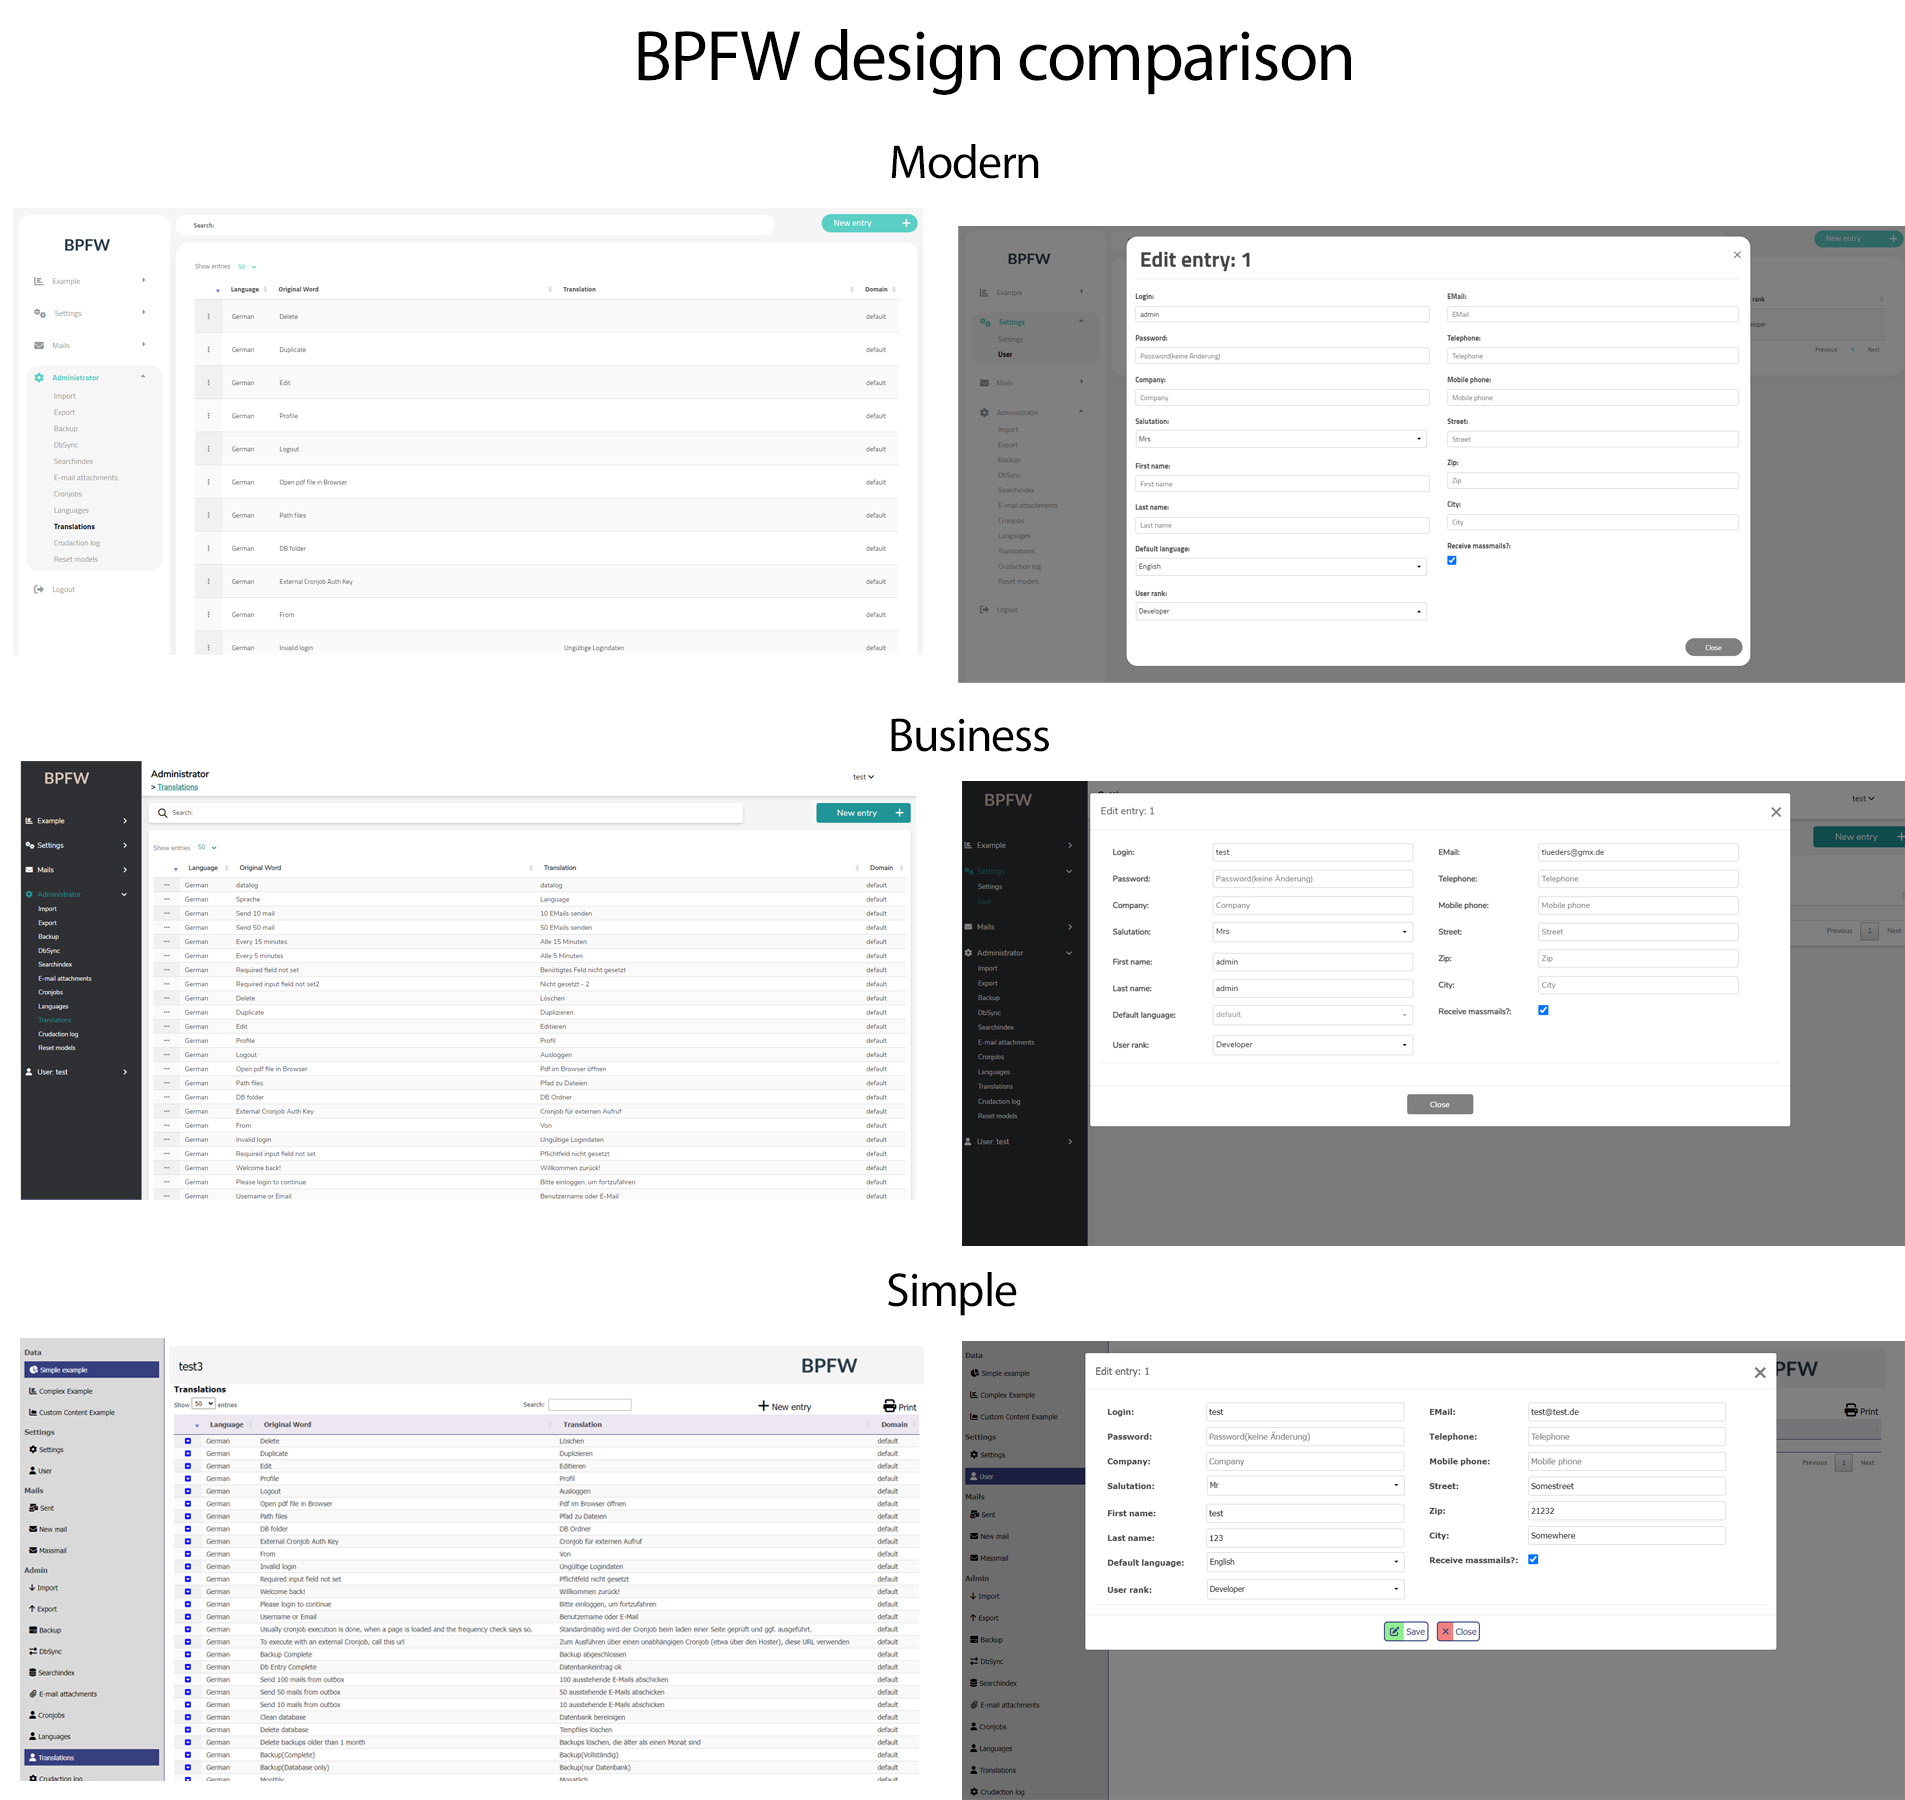 BPFW design comparison
Modern
BPFW
Example
Settings
Mails
Administrator
Import
Export
Backup
DbSync
Searchindex
E-mail attachments
Cronjobs
Languages
Translations
Crudaction log
Reset models
Logout
Search:
New entry
Show entries 50
Language Original Word Translation Domain
German Delete default
German Duplicate default
German Edit default
German Profile default
German Logout default
German Open pdf file in Browser default
German Path files default
German DB folder default
German External Cronjob Auth Key default
German From default
German Invalid login Ungültige Logindaten default
BPFW
Example
Settings
Settings
User
Mails
Administrator
Import
Export
Backup
DbSync
Searchindex
E-mail attachments
Cronjobs
Languages
Translations
Crudaction log
Reset models
Logout
New entry
rank
Previous 1 Next
Edit entry: 1
Login: EMail:
admin EMail
Password: Telephone:
Password(keine Änderung) Telephone
Company: Mobile phone:
Company Mobile phone
Salutation: Street:
Mrs Street
First name: Zip:
First name Zip
Last name: City:
Last name City
Default language: Receive massmails?:
English
User rank:
Developer
Close
Business
BPFW
Example
Settings
Mails
Administrator
Import
Export
Backup
DbSync
Searchindex
E-mail attachments
Cronjobs
Languages
Translations
Crudaction log
Reset models
User: test
Administrator
> Translations
test
Search:
New entry
Show entries 50
Language Original Word Translation Domain
German datalog datalog default
German Sprache Language default
German Send 10 mail 10 EMails senden default
German Send 50 mail 50 EMails senden default
German Every 15 minutes Alle 15 Minuten default
German Every 5 minutes Alle 5 Minuten default
German Required field not set Benötigtes Feld nicht gesetzt default
German Required input field not set2 Nicht gesetzt - 2 default
German Delete Löschen default
German Duplicate Duplizieren default
German Edit Editieren default
German Profile Profil default
German Logout Ausloggen default
German Open pdf file in Browser Pdf im Browser öffnen default
German Path files Pfad zu Dateien default
German DB folder DB Ordner default
German External Cronjob Auth Key Cronjob für externen Aufruf default
German From Von default
German Invalid login Ungültige Logindaten default
German Required input field not set Pflichtfeld nicht gesetzt default
German Welcome back! Willkommen zurück! default
German Please login to continue Bitte einloggen, um fortzufahren default
German Username or Email Benutzername oder E-Mail default
BPFW
Example
Settings
Settings
User
Mails
Administrator
Import
Export
Backup
DbSync
Searchindex
E-mail attachments
Cronjobs
Languages
Translations
Crudaction log
Reset models
User: test
test
New entry
Previous 1 Next
Edit entry: 1
Login: test EMail: tlueders@gmx.de
Password: Password(keine Änderung) Telephone: Telephone
Company: Company Mobile phone: Mobile phone
Salutation: Mrs Street: Street
First name: admin Zip: Zip
Last name: admin City: City
Default language: default Receive massmails?:
User rank: Developer
Close
Simple
Data
Simple example
Complex Example
Custom Content Example
Settings
Settings
User
Mails
Sent
New mail
Massmail
Admin
Import
Export
Backup
DbSync
Searchindex
E-mail attachments
Cronjobs
Languages
Translations
Crudaction log
test3 BPFW
Translations
Show 50 entries Search: New entry Print
Language Original Word Translation Domain
German Delete Löschen default
German Duplicate Duplizieren default
German Edit Editieren default
German Profile Profil default
German Logout Ausloggen default
German Open pdf file in Browser Pdf im Browser öffnen default
German Path files Pfad zu Dateien default
German DB folder DB Ordner default
German External Cronjob Auth Key Cronjob für externen Aufruf default
German From Von default
German Invalid login Ungültige Logindaten default
German Required input field not set Pflichtfeld nicht gesetzt default
German Welcome back! Willkommen zurück! default
German Please login to continue Bitte einloggen, um fortzufahren default
German Username or Email Benutzername oder E-Mail default
German Usually cronjob execution is done, when a page is loaded and the frequency check says so. Standardmäßig wird der Cronjob beim laden einer Seite geprüft und ggf. ausgeführt. default
German To execute with an external Cronjob, call this url Zum Ausführen über einen unabhängigen Cronjob (etwa über den Hoster), diese URL verwenden default
German Backup Complete Backup abgeschlossen default
German Db Entry Complete Datenbankeintrag ok default
German Send 100 mails from outbox 100 ausstehende E-Mails abschicken default
German Send 50 mails from outbox 50 ausstehende E-Mails abschicken default
German Send 10 mails from outbox 10 ausstehende E-Mails abschicken default
German Clean database Datenbank bereinigen default
German Delete database Tempfiles löschen default
German Delete backups older than 1 month Backups löschen, die älter als einen Monat sind default
German Backup(Complete) Backup(Vollständig) default
German Backup(Database only) Backup(nur Datenbank) default
German Monthly Monatlich default
Data
Simple example
Complex Example
Custom Content Example
Settings
Settings
User
Mails
Sent
New mail
Massmail
Admin
Import
Export
Backup
DbSync
Searchindex
E-mail attachments
Cronjobs
Languages
Translations
Crudaction log
PFW
Print
Previous 1 Next
Edit entry: 1
Login: test EMail: test@test.de
Password: Password(keine Änderung) Telephone: Telephone
Company: Company Mobile phone: Mobile phone
Salutation: Mr Street: Somestreet
First name: test Zip: 21232
Last name: 123 City: Somewhere
Default language: English Receive massmails?:
User rank: Developer
Save Close